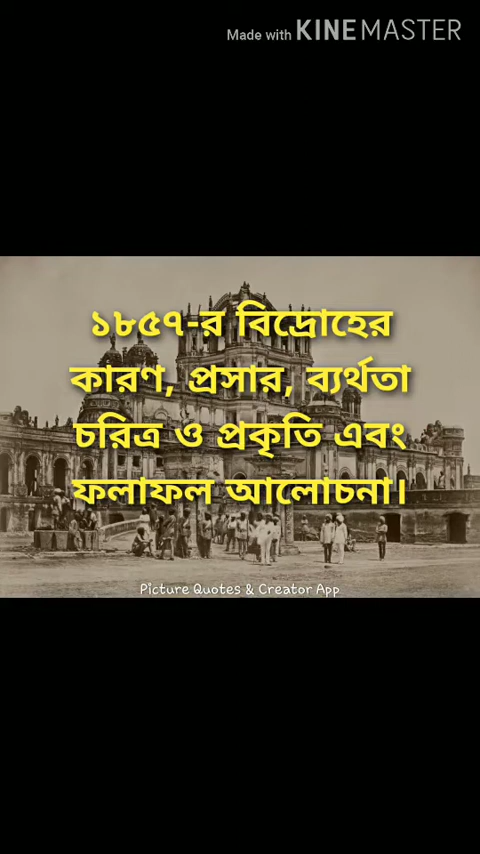 Made with KINEMASTER
১৮৫৭-র বিদ্রোহের
কারণ, প্রসার, ব্যর্থতা
চরিত্র ও প্রকৃতি এবং
ফলাফল আলোচনা।
Picture Quotes & Creator App